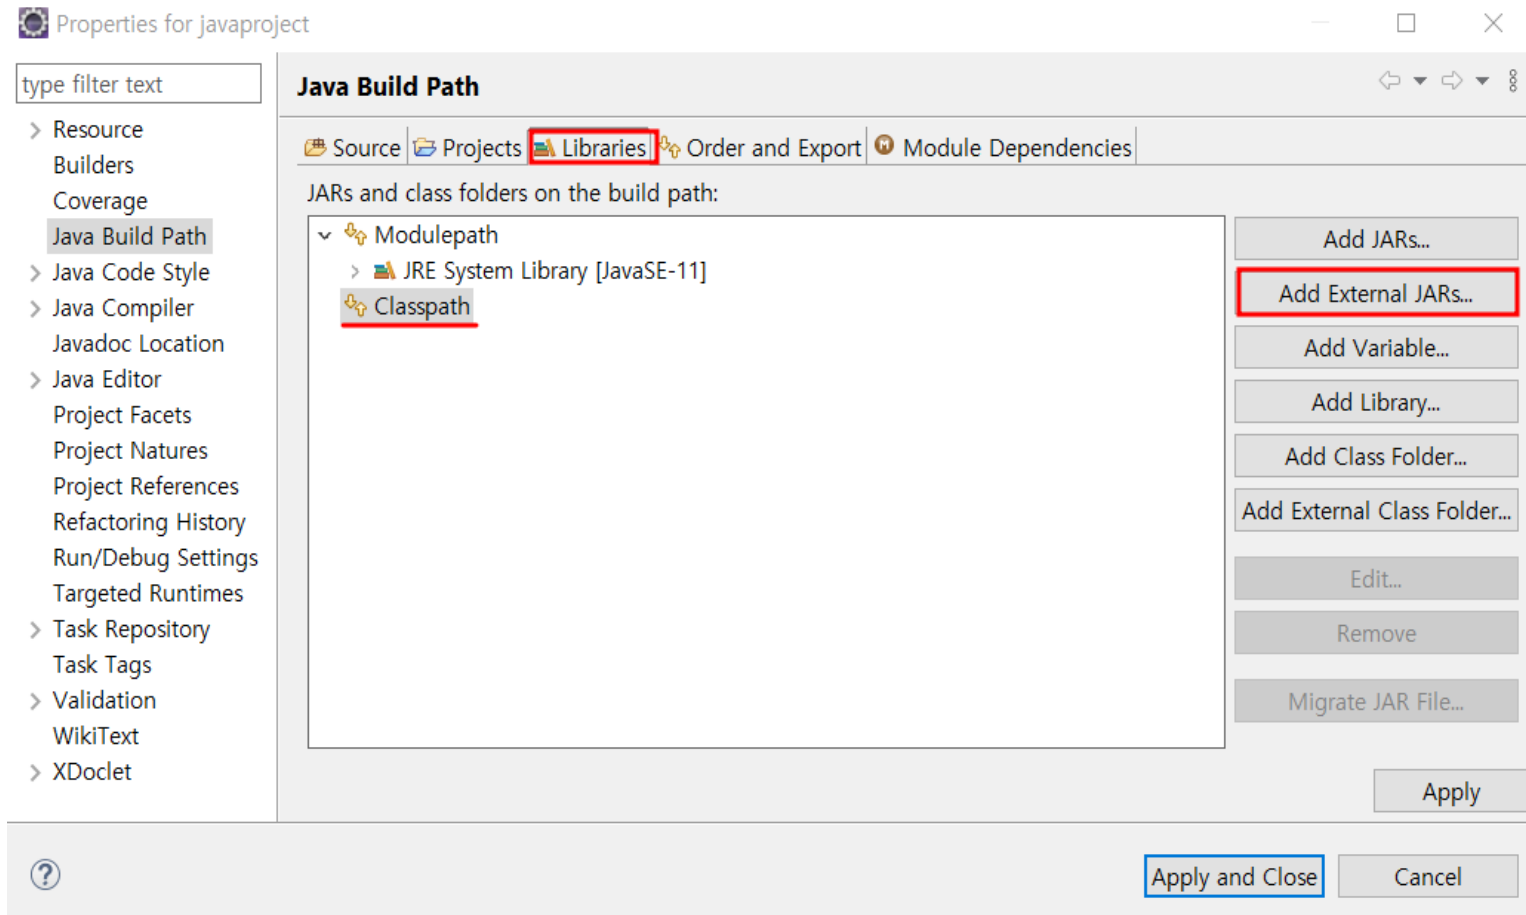 Properties for javaproject
type filter text
Resource
Builders
Coverage
Java Build Path
Java Code Style
Java Compiler
Javadoc Location
Java Editor
Project Facets
Project Natures
Project References
Refactoring History
Run/Debug Settings
Targeted Runtimes
Task Repository
Task Tags
Validation
WikiText
XDoclet
Java Build Path
Source Projects Libraries Order and Export Module Dependencies
JARs and class folders on the build path:
Modulepath
JRE System Library [JavaSE-11]
Classpath
Add JARs...
Add External JARs...
Add Variable...
Add Library...
Add Class Folder...
Add External Class Folder...
Edit...
Remove
Migrate JAR File...
Apply
Apply and Close Cancel